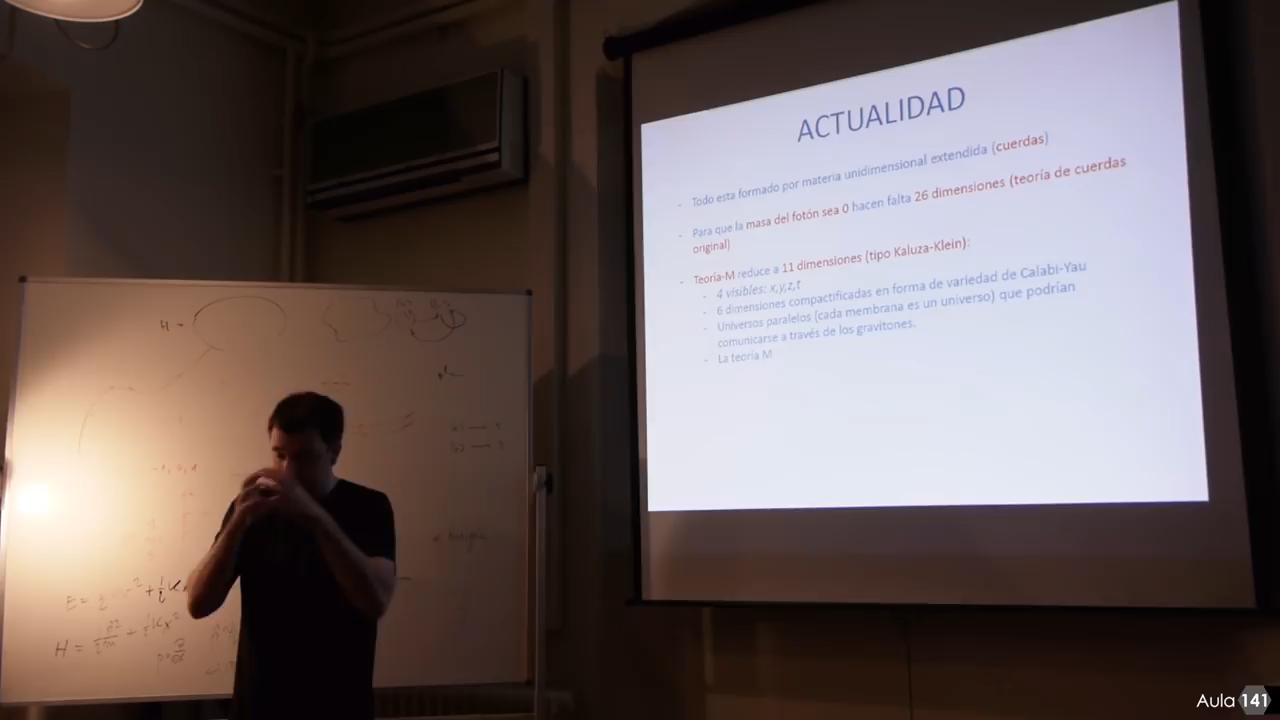 ACTUALIDAD
- Todo esta formado por materia unidimensional extendida (cuerdas)
- Para que la masa del fotón sea 0 hacen falta 26 dimensiones (teoría de cuerdas
original)
- Teoría-M reduce a 11 dimensiones (tipo Kaluza-Klein):
- 4 visibles: x,y,z,t
- 6 dimensiones compactificadas en forma de variedad de Calabi-Yau
- Universos paralelos (cada membrana es un universo) que podrían
comunicarse a través de los gravitones.
- La teoría M
H =
E =
H =
Aula 141